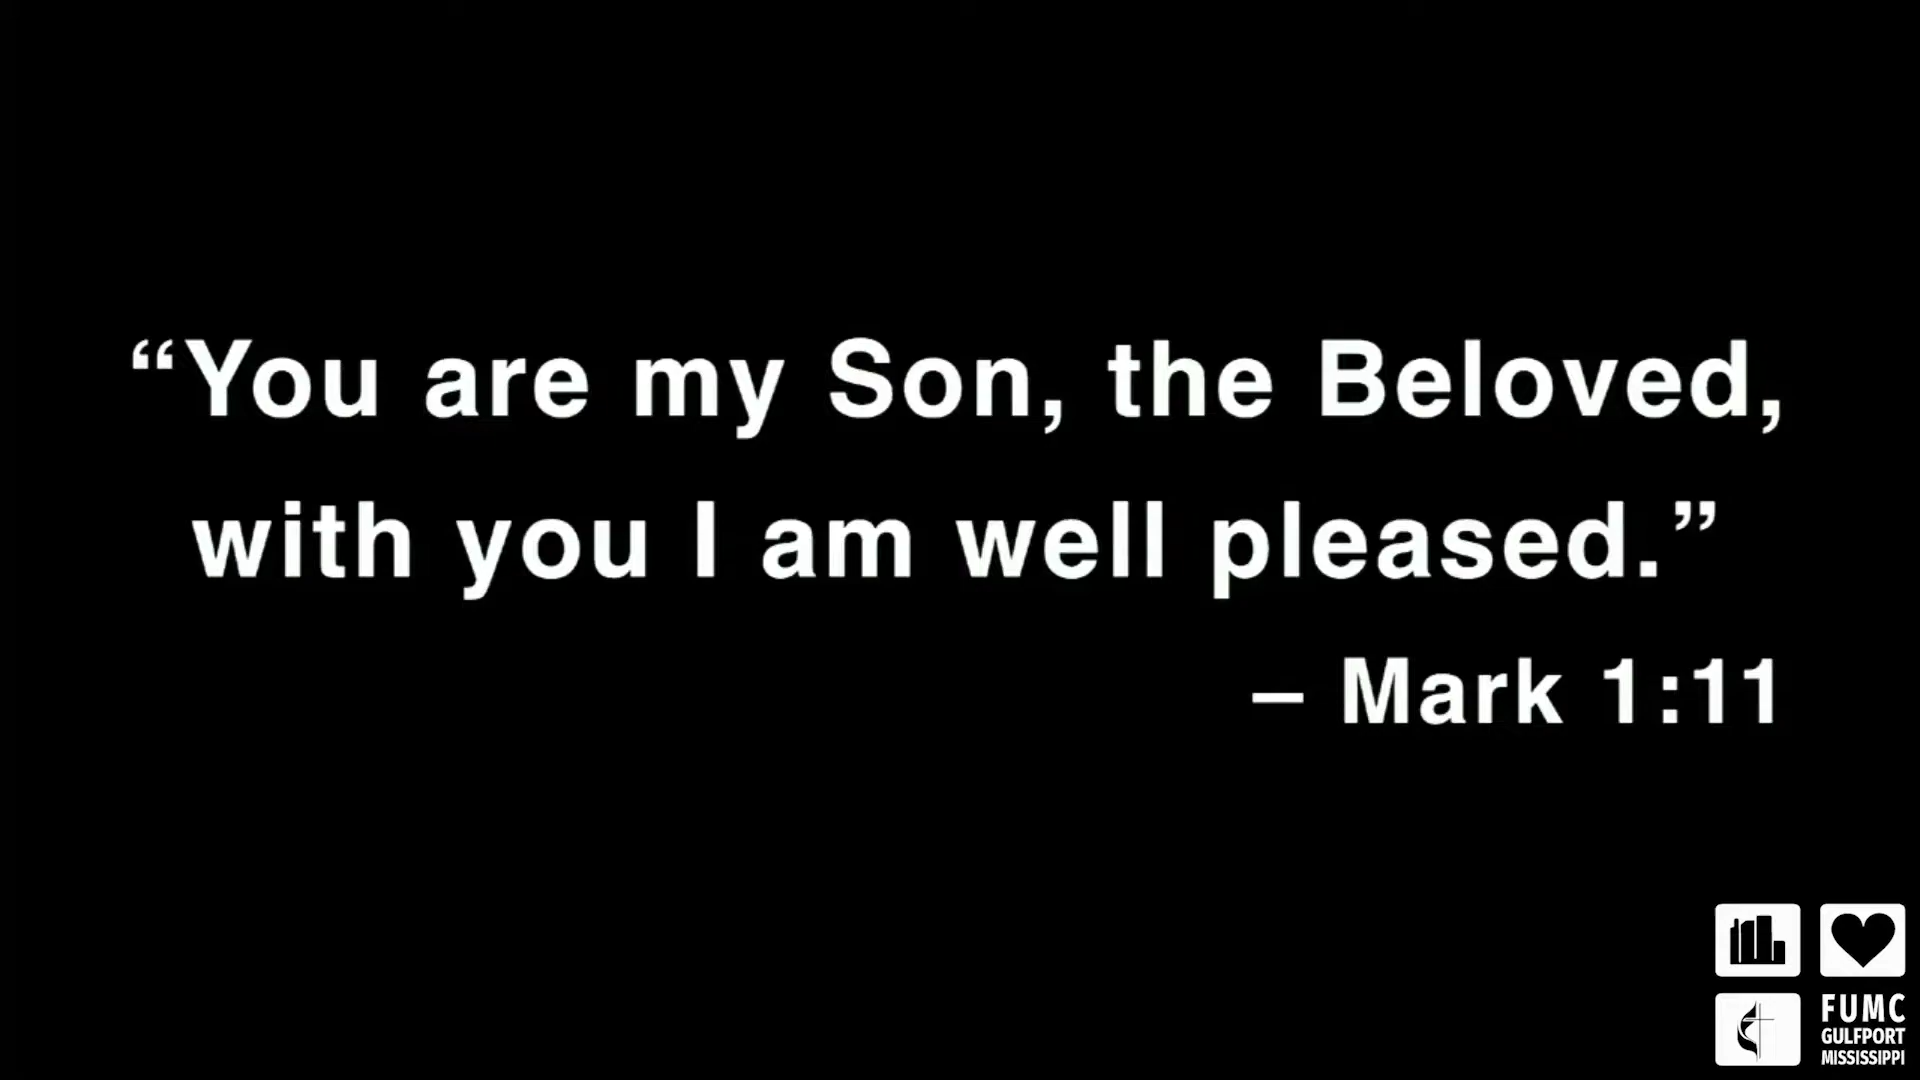 “You are my Son, the Beloved,
with you I am well pleased.”
– Mark 1:11
FUMC
GULFPORT
MISSISSIPPI